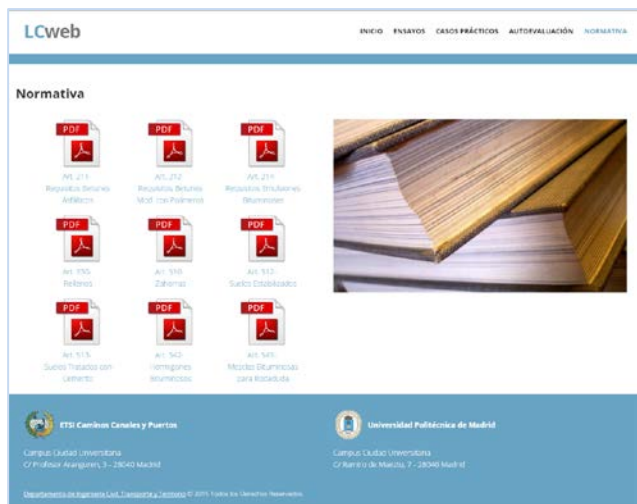 LCweb
INICIO ENSAYOS CASOS PRÁCTICOS AUTOEVALUACIÓN NORMATIVA
Normativa
PDF PDF PDF
Art. 211 Art. 212 Art. 214
Requisitos Betunes Requisitos Betunes Requisitos Emulsiones
Asfálticos Mod. con Polímeros Bituminosas
PDF PDF PDF
Art. 330 Art. 510 Art. 512
Rellenos Zahorras Suelos Estabilizados
PDF PDF PDF
Art. 513 Art. 542 Art. 543
Suelos Tratados con Hormigones Mezclas Bituminosas
Cemento Bituminosos para Rodadura
ETSI Caminos Canales y Puertos Universidad Politécnica de Madrid
Campus Ciudad Universitaria Campus Ciudad Universitaria
C/ Profesor Aranguren, 3 - 28040 Madrid C/ Ramiro de Maeztu, 7 - 28040 Madrid
Departamento de Ingeniería Civil, Transporte y Territorio © 2015 Todos los Derechos Reservados